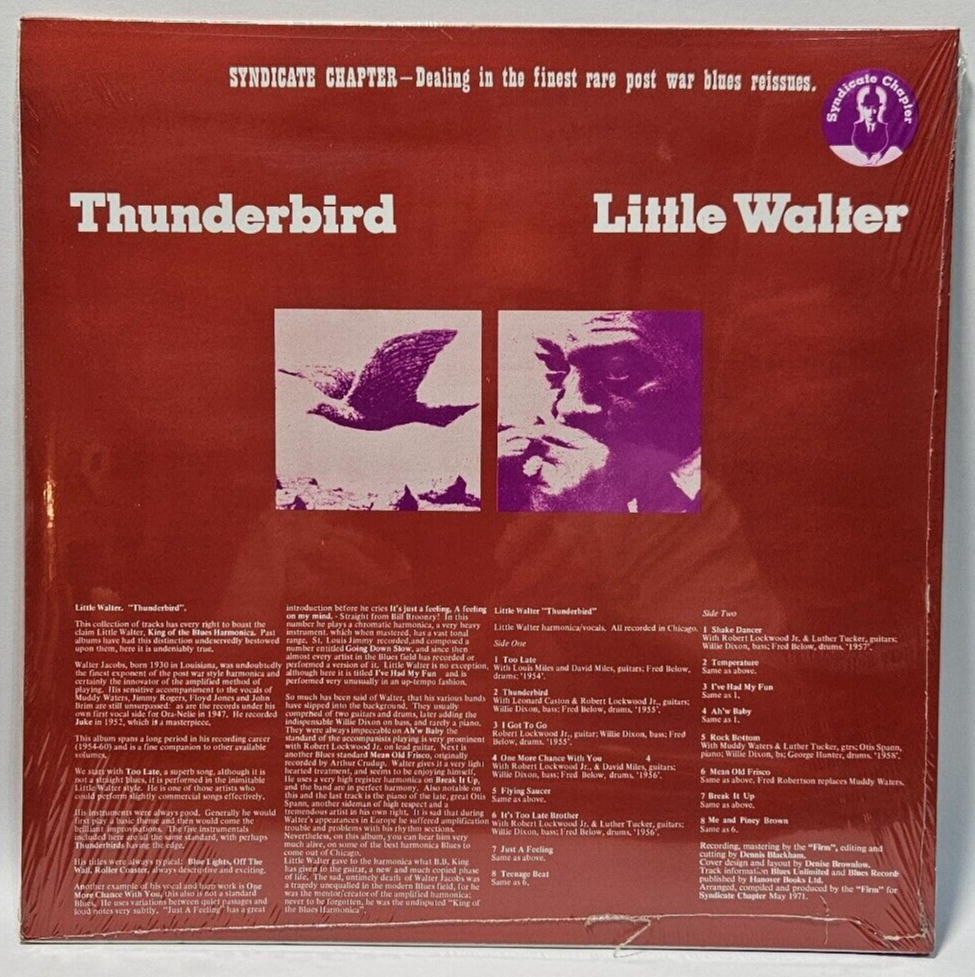 SYNDICATE CHAPTER—Dealing in the finest rare post war blues reissues.
Syndicate Chapter
Thunderbird
Little Walter
Little Walter. "Thunderbird".
This collection of tracks has every right to boast the
claim Little Walter, King of the Blues Harmonica. Past
albums have had this distinction undeservedly bestowed
upon them, here it is undeniably true.
Walter Jacobs, born 1930 in Louisiana, was undoubtedly
the finest exponent of the post war style harmonica and
certainly the innovator of the amplified method of
playing. His sensitive accompaniment to the vocals of
Muddy Waters, Jimmy Rogers, Floyd Jones and John
Brim are still unsurpassed: as are the records under his
own first vocal side for Ora-Nelle in 1947. He recorded
Juke in 1952, which is a masterpiece.
This album spans a long period in his recording career
(1954-60) and is a fine companion to other available
volumes.
We start with Too Late, a superb song, although it is
not a straight blues, it is performed in the inimitable
Little Walter style. He is one of those artists who
could perform slightly commercial songs effectively.
His instruments were always good. Generally he would
first play a basic theme and then would come the
brilliant improvisations. The five instrumentals
included here are all the same standard, with perhaps
Thunderbirds having the edge.
His titles were always typical: Blue Lights, Off The
Wall, Roller Coaster, always descriptive and exciting.
Another example of his vocal and harp work is One
More Chance With You, this also is not a standard
Blues. He uses variations between quiet passages and
loud notes very subtly. "Just A Feeling" has a great
introduction before he cries It's just a feeling, A feeling
on my mind. - Straight from Bill Broonzy! In this
number he plays a chromatic harmonica, a very heavy
instrument, which when mastered, has a vast tonal
range. St. Louis Jimmy recorded,and composed a
number entitled Going Down Slow, and since then
almost every artist in the Blues field has recorded or
performed a version of it. Little Walter is no exception,
although here it is titled I've Had My Fun and is
performed very unusually in an up-tempo fashion.
So much has been said of Walter, that his various bands
have slipped into the background. They usually
comprised of two guitars and drums, later adding the
indispensible Willie Dixon on bass, and rarely a piano.
They were always impeccable on Ah'w Baby the
standard of the accompanists playing is very prominent
with Robert Lockwood Jr. on lead guitar. Next is
another Blues standard Mean Old Frisco, originally
recorded by Arthur Crudup. Walter gives it a very light
hearted treatment, and seems to be enjoying himself.
He uses a very high register harmonica on Break It Up,
and the band are in perfect harmony. Also notable on
this and the last track is the piano of the late, great Otis
Spann, another sideman of high respect and a
tremendous artist in his own right. It is sad that during
Walter's appearances in Europe he suffered amplification
trouble and problems with his rhythm sections.
Nevertheless, on this album, you can hear him very
much alive, on some of the best harmonica Blues to
come out of Chicago.
Little Walter gave to the harmonica what B.B. King
has given to the guitar, a new and much copied phase
of life. The sad, untimely death of Walter Jacobs was
a tragedy unequalled in the modern Blues field, for he
was the motion/creator of the amplified harmonica;
never to be forgotten, he was the undisputed "King of
the Blues Harmonica".
Little Walter "Thunderbird"
Little Walter harmonica/vocals, All recorded in Chicago.
Side One
1 Too Late
With Louis Miles and David Miles, guitars; Fred Below,
drums; '1954'.
2 Thunderbird
With Leonard Caston & Robert Lockwood Jr., guitars;
Willie Dixon, bass; Fred Below, drums, '1955'.
3 I Got To Go
Robert Lockwood Jr., guitar; Willie Dixon, bass; Fred
Below, drums. '1955'.
4 One More Chance With You 4
With Robert Lockwood Jr. & David Miles, guitars;
Willie Dixon, bass; Fred Below, drums, '1956'.
5 Flying Saucer
Same as above.
6 It's Too Late Brother
With Robert Lockwood Jr. & Luther Tucker, guitars;
Willie Dixon, bass; Fred Below, drums, '1956'.
7 Just A Feeling
Same as above.
8 Teenage Beat
Same as 6.
Side Two
1 Shake Dancer
With Robert Lockwood Jr. & Luther Tucker, guitars;
Willie Dixon, bass; Fred Below, drums, '1957'.
2 Temperature
Same as above.
3 I've Had My Fun
Same as 1.
4 Ah'w Baby
Same as 1.
5 Rock Bottom
With Muddy Waters & Luther Tucker, gtrs; Otis Spann,
piano; Willie Dixon, bs; George Hunter, drums, '1958'.
6 Mean Old Frisco
Same as above, Fred Robertson replaces Muddy Waters.
7 Break It Up
Same as above.
8 Me and Piney Brown
Same as 6.
Recording, mastering by the "Firm", editing and
cutting by Dennis Blackham.
Cover design and layout by Denise Brownlow.
Track information Blues Unlimited and Blues Records
published by Hanover Books Ltd.
Arranged, compiled and produced by the "Firm" for
Syndicate Chapter May 1971.